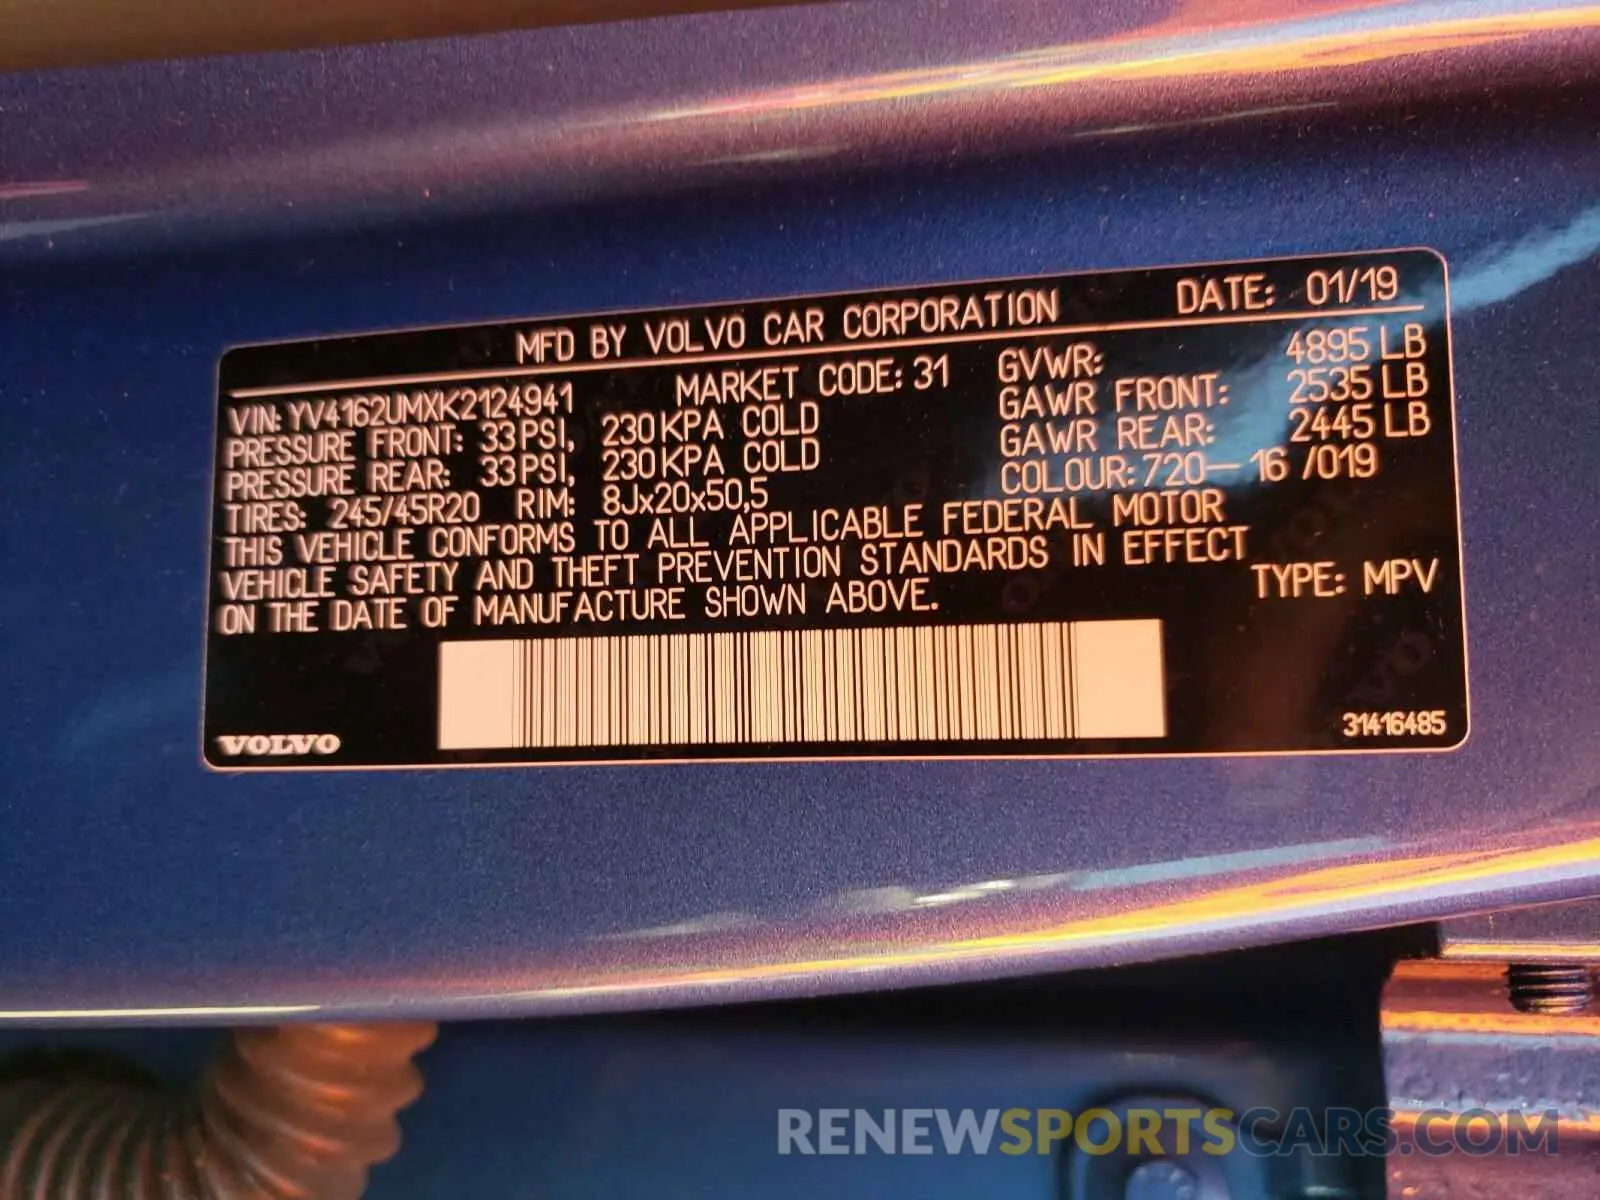 MFD BY VOLVO CAR CORPORATION DATE: 01/19
VIN: YV4162UMXK2124941 MARKET CODE: 31 GVWR: 4895 LB
PRESSURE FRONT: 33 PSI, 230 KPA COLD GAWR FRONT: 2535 LB
PRESSURE REAR: 33 PSI, 230 KPA COLD GAWR REAR: 2445 LB
TIRES: 245/45R20 RIM: 8Jx20x50,5 COLOUR: 720-16 /019
THIS VEHICLE CONFORMS TO ALL APPLICABLE FEDERAL MOTOR
VEHICLE SAFETY AND THEFT PREVENTION STANDARDS IN EFFECT
ON THE DATE OF MANUFACTURE SHOWN ABOVE. TYPE: MPV
VOLVO 31416485
RENEWSPORTSCARS.COM